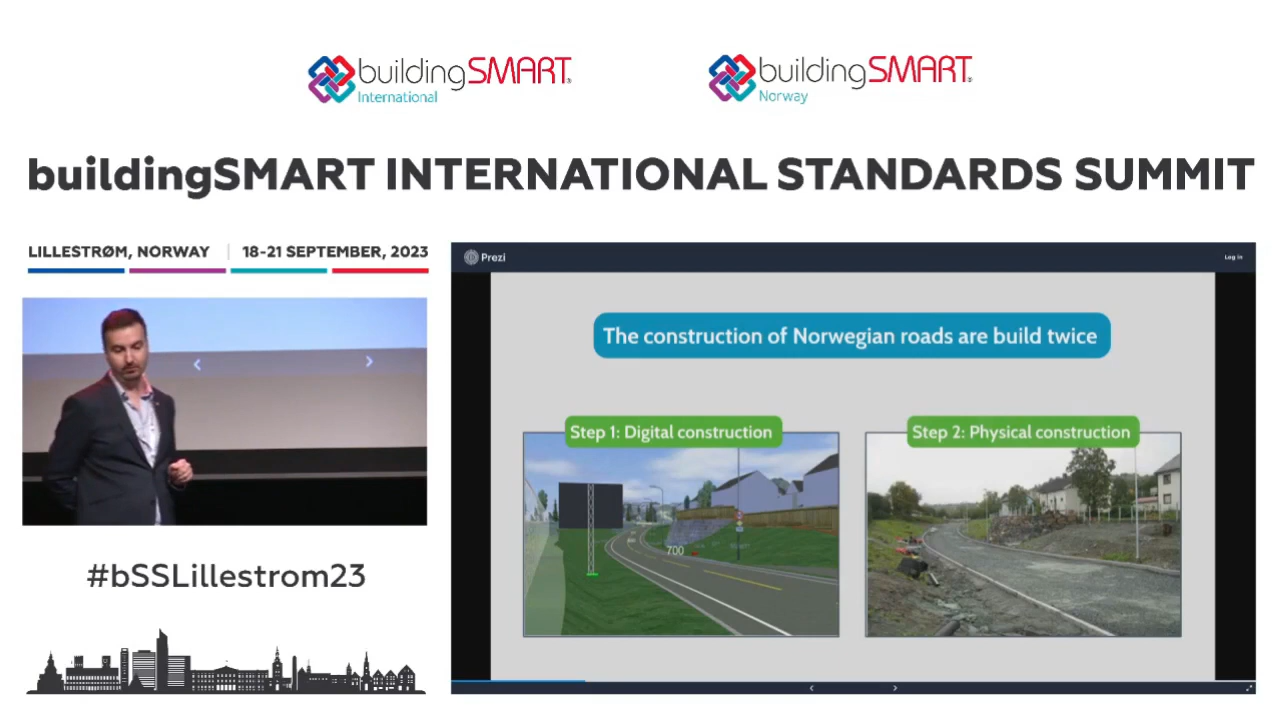 buildingSMART®
International
buildingSMART®
Norway
buildingSMART INTERNATIONAL STANDARDS SUMMIT
LILLESTRØM, NORWAY | 18-21 SEPTEMBER, 2023
Prezi
Log in
The construction of Norwegian roads are build twice
Step 1: Digital construction
Step 2: Physical construction
700
#bSSLillestrom23